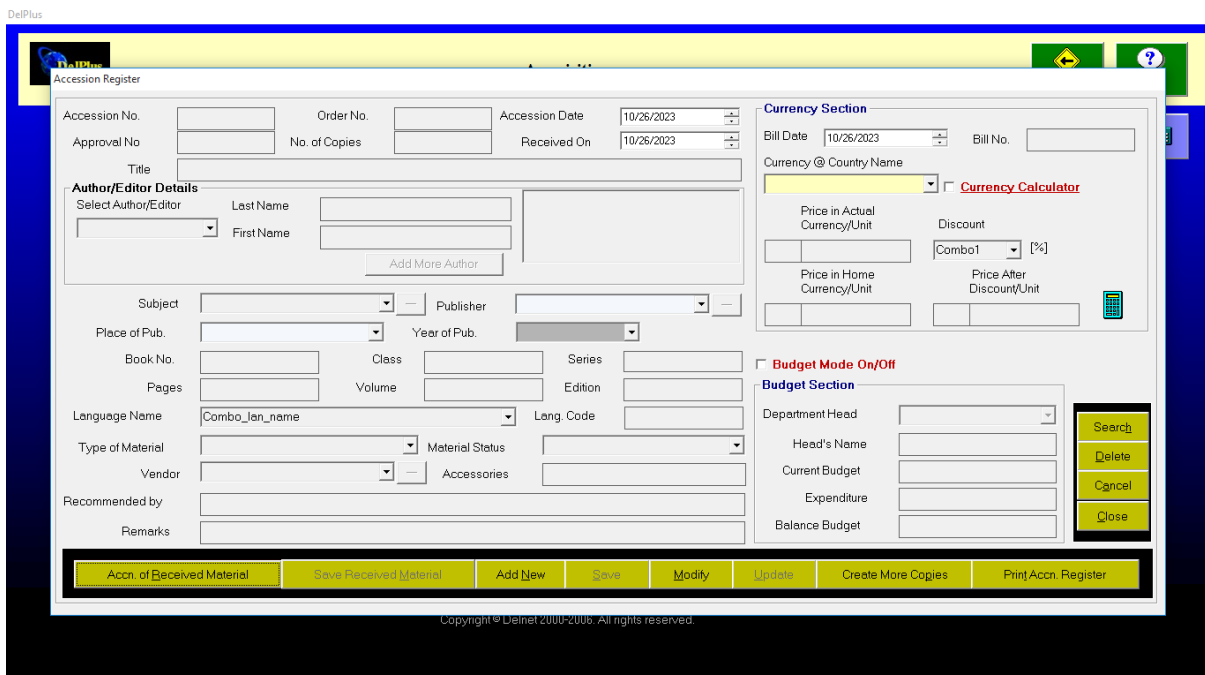 DelPlus
DelPlus
Accession Register
Accession No.
Order No.
Accession Date
10/26/2023
Approval No
No. of Copies
Received On
10/26/2023
Title
Author/Editor Details
Select Author/Editor
Last Name
First Name
Add More Author
Subject
Publisher
Place of Pub.
Year of Pub.
Book No.
Class
Series
Pages
Volume
Edition
Language Name
Combo_lan_name
Lang. Code
Type of Material
Material Status
Vendor
Accessories
Recommended by
Remarks
Currency Section
Bill Date
10/26/2023
Bill No.
Currency @ Country Name
Currency Calculator
Price in Actual
Currency/Unit
Discount
Combo1
[%]
Price in Home
Currency/Unit
Price After
Discount/Unit
Budget Mode On/Off
Budget Section
Department Head
Head's Name
Current Budget
Expenditure
Balance Budget
Search
Delete
Cancel
Close
Accn. of Received Material
Save Received Material
Add New
Save
Modify
Update
Create More Copies
Print Accn. Register
Copyright © Delnet 2000-2006. All rights reserved.